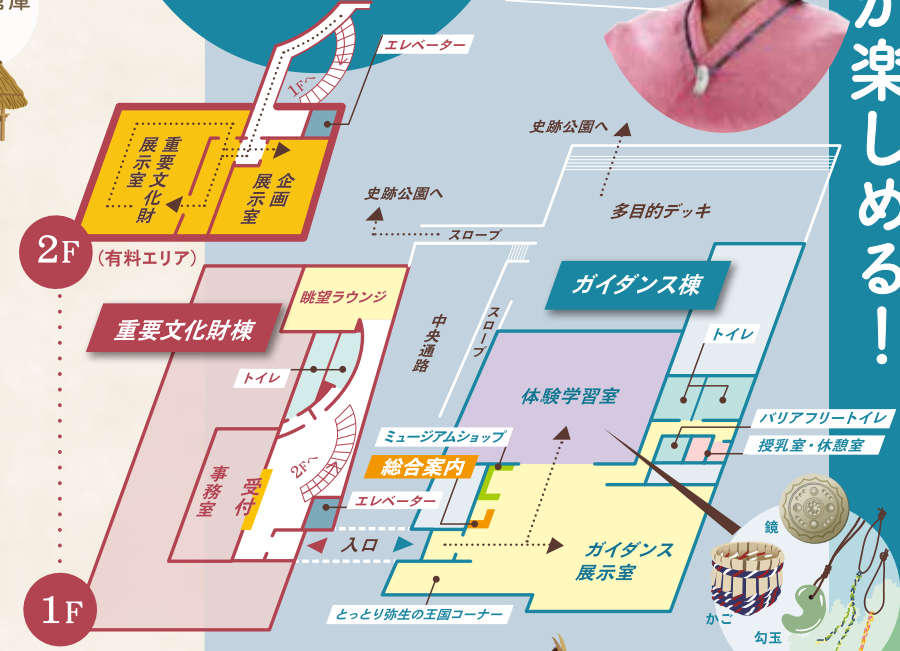 倉庫
が楽しめる!
エレベーター
1Fへ
重要文化財
展示室
企画
展示室
史跡公園へ
史跡公園へ
多目的デッキ
スロープ
2F
(有料エリア)
眺望ラウンジ
重要文化財棟
ガイダンス棟
中央通路
スロープ
トイレ
トイレ
体験学習室
バリアフリートイレ
授乳室・休憩室
ミュージアムショップ
総合案内
2Fへ
事務室
受付
エレベーター
入口
ガイダンス
展示室
鏡
かご
勾玉
1F
とっとり弥生の王国コーナー